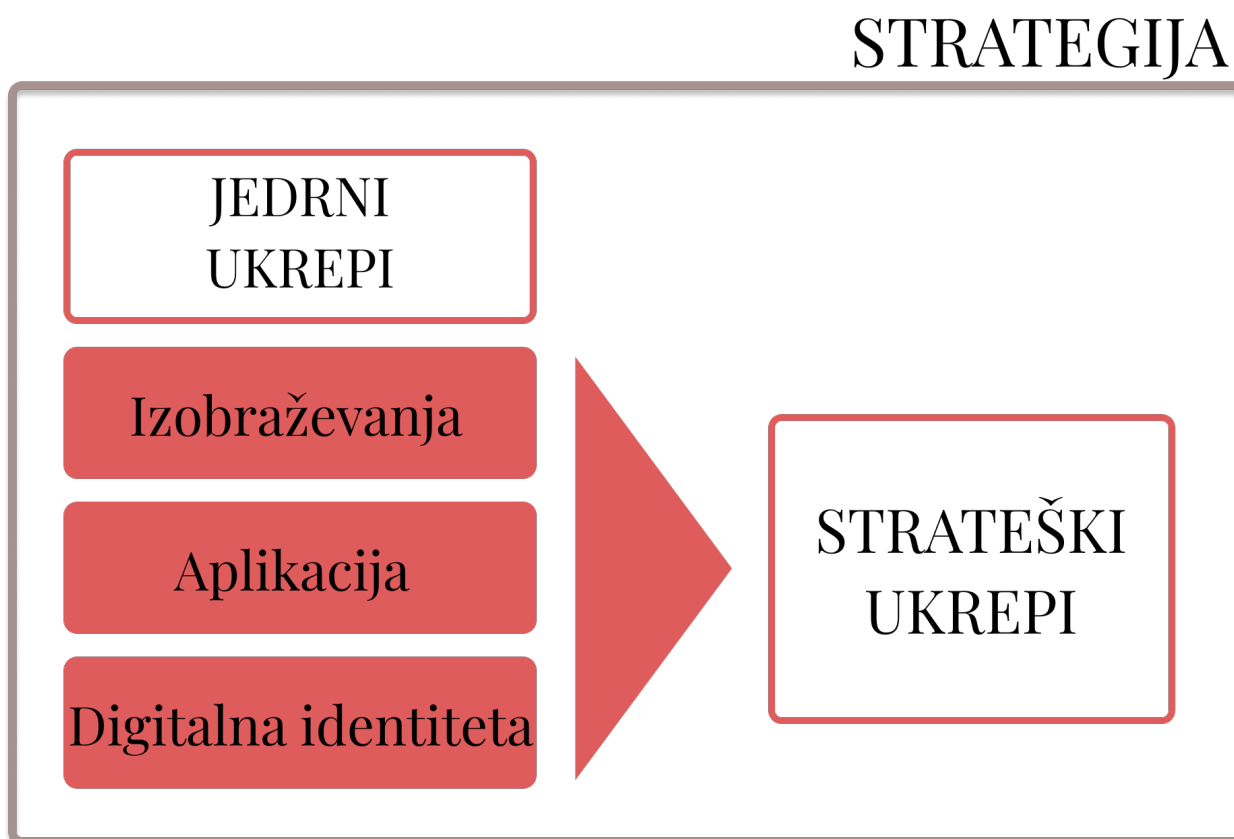 STRATEGIJA
JEDRNI
UKREPI
Izobraževanja
Aplikacija
Digitalna identiteta
STRATEŠKI
UKREPI